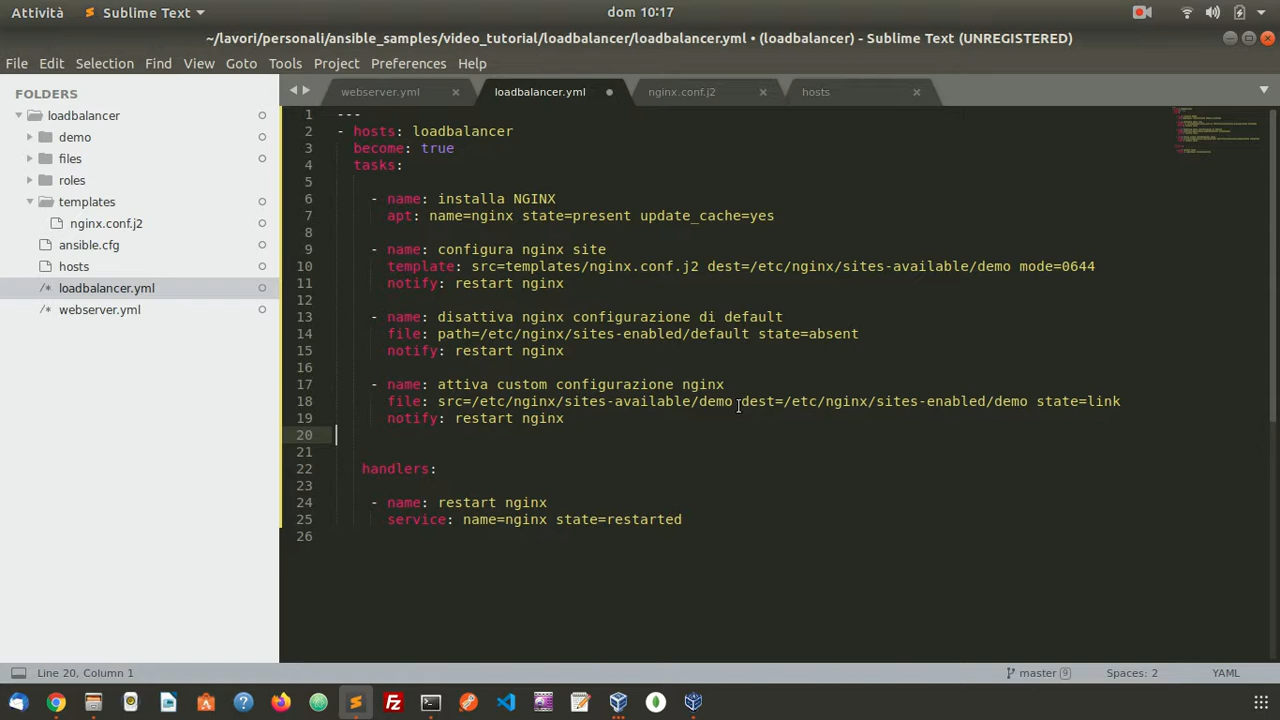 Attività
Sublime Text
dom 10:17
~/lavori/personali/ansible_samples/video_tutorial/loadbalancer/loadbalancer.yml • (loadbalancer) - Sublime Text (UNREGISTERED)
File Edit Selection Find View Goto Tools Project Preferences Help
FOLDERS
loadbalancer
demo
files
roles
templates
nginx.conf.j2
ansible.cfg
hosts
/* loadbalancer.yml
/* webserver.yml
webserver.yml × loadbalancer.yml nginx.conf.j2 × hosts ×
1 ---
2 - hosts: loadbalancer
3 become: true
4 tasks:
5
6 - name: installa NGINX
7 apt: name=nginx state=present update_cache=yes
8
9 - name: configura nginx site
10 template: src=templates/nginx.conf.j2 dest=/etc/nginx/sites-available/demo mode=0644
11 notify: restart nginx
12
13 - name: disattiva nginx configurazione di default
14 file: path=/etc/nginx/sites-enabled/default state=absent
15 notify: restart nginx
16
17 - name: attiva custom configurazione nginx
18 file: src=/etc/nginx/sites-available/demo dest=/etc/nginx/sites-enabled/demo state=link
19 notify: restart nginx
20
21
22 handlers:
23
24 - name: restart nginx
25 service: name=nginx state=restarted
26
Line 20, Column 1
master 9
Spaces: 2
YAML